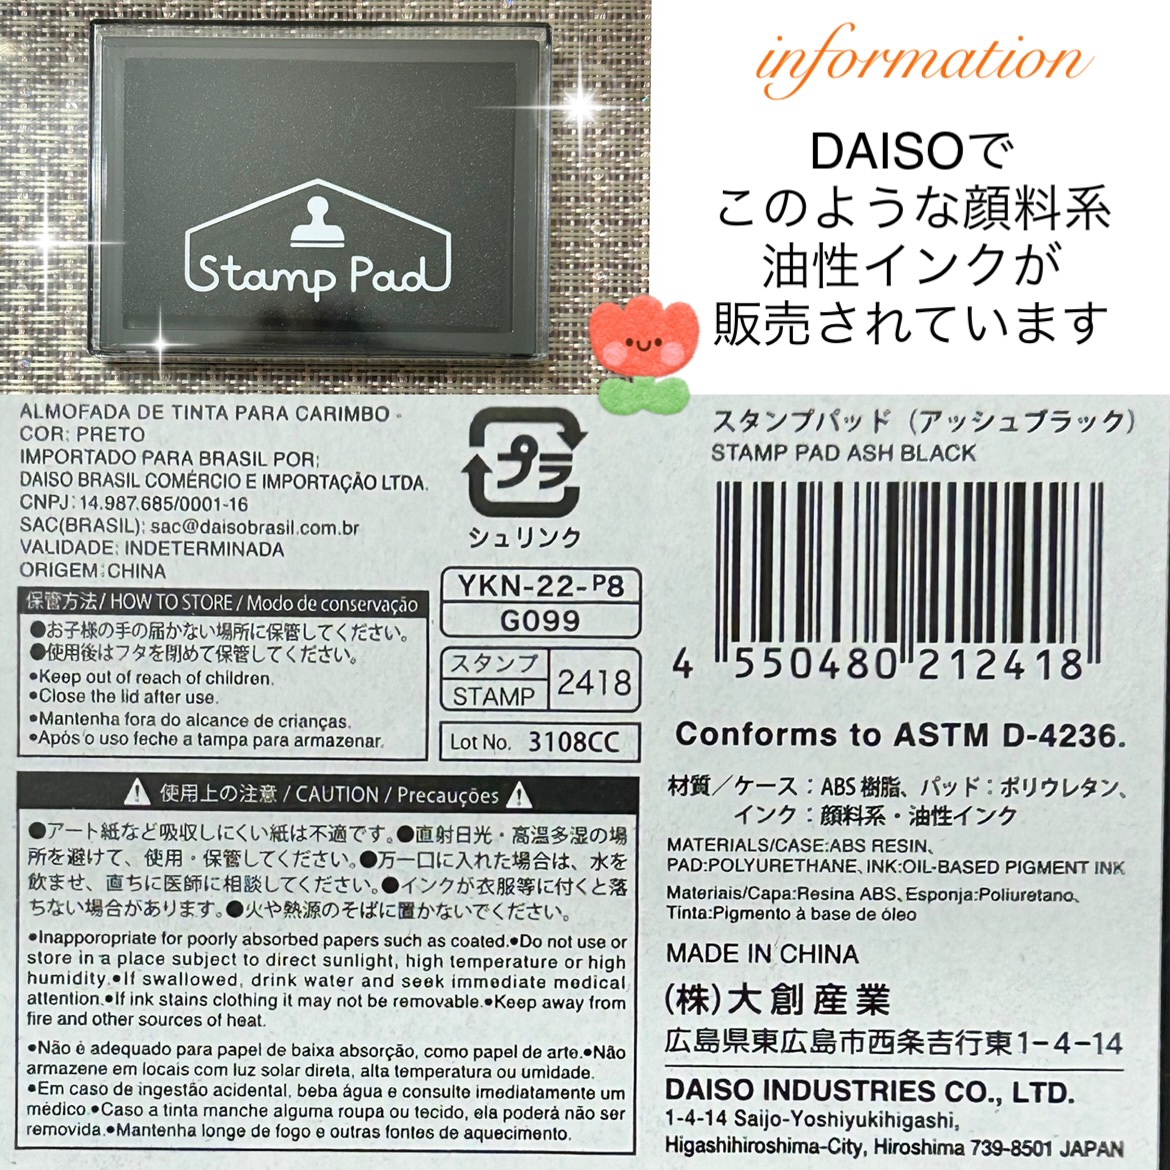 Stamp Pad
information
DAISOで
このような顔料系
油性インクが
販売されています
ALMOFADA DE TINTA PARA CARIMBO -
COR: PRETO
IMPORTADO PARA BRASIL POR:
DAISO BRASIL COMÉRCIO E IMPORTAÇÃO LTDA.
CNPJ: 14.987.685/0001-16
SAC(BRASIL): sac@daisobrasil.com.br
VALIDADE: INDETERMINADA
ORIGEM:CHINA
保管方法/ HOW TO STORE / Modo de conservação
●お子様の手の届かない場所に保管してください。
●使用後はフタを閉めて保管してください。
●Keep out of reach of children.
●Close the lid after use.
●Mantenha fora do alcance de crianças.
●Após o uso feche a tampa para armazenar.
プラ
シュリンク
YKN-22-P8
G099
スタンプ
STAMP
2418
Lot No. 3108CC
⚠ 使用上の注意 / CAUTION / Precauções ⚠
●アート紙など吸収しにくい紙は不適です。●直射日光・高温多湿の場
所を避けて、使用・保管してください。●万一口に入れた場合は、水を
飲ませ、直ちに医師に相談してください。●インクが衣服等に付くと落
ちない場合があります。●火や熱源のそばに置かないでください。
●Inapporopriate for poorly absorbed papers such as coated.●Do not use or
store in a place subject to direct sunlight, high temperature or high
humidity.●If swallowed, drink water and seek immediate medical
attention.●If ink stains clothing it may not be removable.●Keep away from
fire and other sources of heat.
●Não é adequado para papel de baixa absorção, como papel de arte.●Não
armazene em locais com luz solar direta, alta temperatura ou umidade.
●Em caso de ingestão acidental, beba água e consulte imediatamente um
médico.●Caso a tinta manche alguma roupa ou tecido, ela poderá não ser
removida.●Mantenha longe de fogo e outras fontes de aquecimento.
スタンプパッド（アッシュブラック）
STAMP PAD ASH BLACK
4 550480 212418
Conforms to ASTM D-4236.
材質／ケース：ABS 樹脂、パッド：ポリウレタン、
インク：顔料系・油性インク
MATERIALS/CASE:ABS RESIN、
PAD:POLYURETHANE、INK:OIL-BASED PIGMENT INK
Materiais/Capa:Resina ABS、Esponja:Poliuretano、
Tinta:Pigmento à base de óleo
MADE IN CHINA
(株)大創産業
広島県東広島市西条吉行東1-4-14
DAISO INDUSTRIES CO., LTD.
1-4-14 Saijo-Yoshiyukihigashi,
Higashihiroshima-City, Hiroshima 739-8501 JAPAN